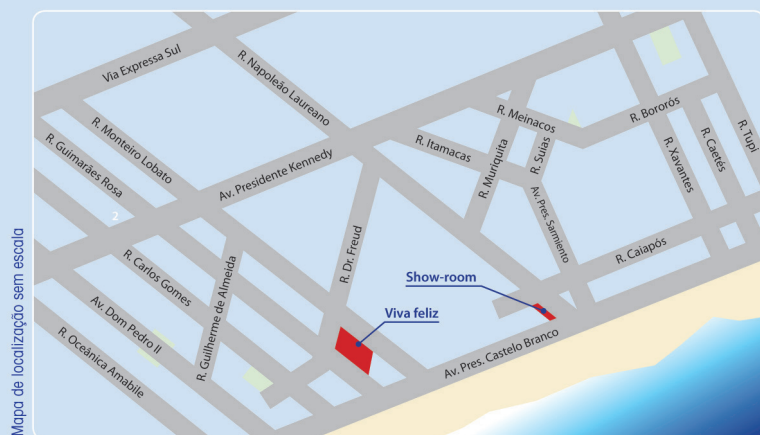 Mapa de localização sem escala
Via Expressa Sul
R. Napoleão Laureano
R. Monteiro Lobato
R. Guimarães Rosa
Av. Presidente Kennedy
2
R. Meinacos
R. Bororós
R. Itamacas
R. Muriquita
R. Suias
R. Xavantes
R. Caetés
R. Tupi
Av. Pres. Sarmiento
R. Caiapós
R. Dr. Freud
R. Carlos Gomes
R. Guilherme de Almeida
Av. Dom Pedro II
R. Oceânica Amabile
Show-room
Viva feliz
Av. Pres. Castelo Branco